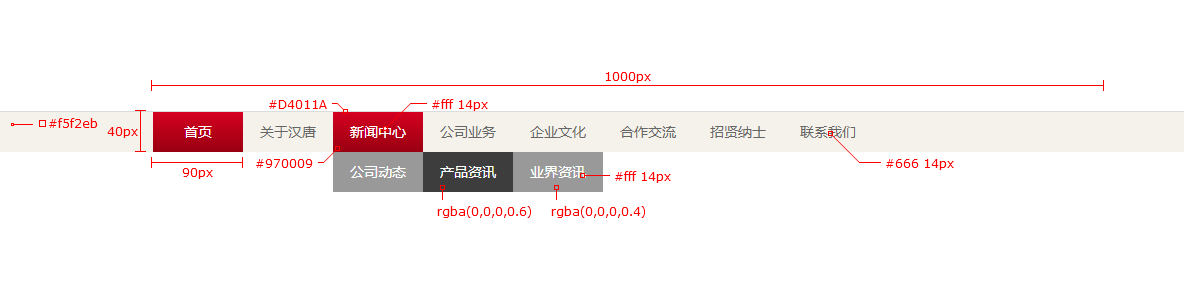 1000px
#D4011A
#fff 14px
#f5f2eb
40px
首页 关于汉唐 新闻中心 公司业务 企业文化 合作交流 招贤纳士 联系我们
#970009
#666 14px
90px
公司动态 产品资讯 业界资讯
#fff 14px
rgba(0,0,0,0.6) rgba(0,0,0,0.4)